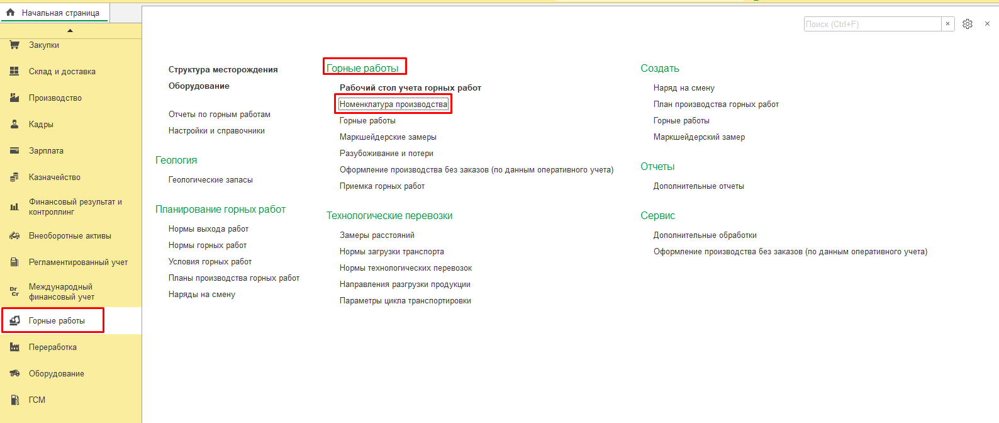 Начальная страница
Поиск (Ctrl+F)
Закупки
Склад и доставка
Производство
Кадры
Зарплата
Казначейство
Финансовый результат и
контроллинг
Внеоборотные активы
Регламентированный учет
Dr
Cr
Международный
финансовый учет
Горные работы
Переработка
Оборудование
ГСМ
Структура месторождения
Оборудование
Отчеты по горным работам
Настройки и справочники
Геология
Геологические запасы
Планирование горных работ
Нормы выхода работ
Нормы горных работ
Условия горных работ
Планы производства горных работ
Наряды на смену
Горные работы
Рабочий стол учета горных работ
Номенклатура производства
Горные работы
Маркшейдерские замеры
Разубоживание и потери
Оформление производства без заказов (по данным оперативного учета)
Приемка горных работ
Технологические перевозки
Замеры расстояний
Нормы загрузки транспорта
Нормы технологических перевозок
Направления разгрузки продукции
Параметры цикла транспортировки
Создать
Наряд на смену
План производства горных работ
Горные работы
Маркшейдерский замер
Отчеты
Дополнительные отчеты
Сервис
Дополнительные обработки
Оформление производства без заказов (по данным оперативного учета)